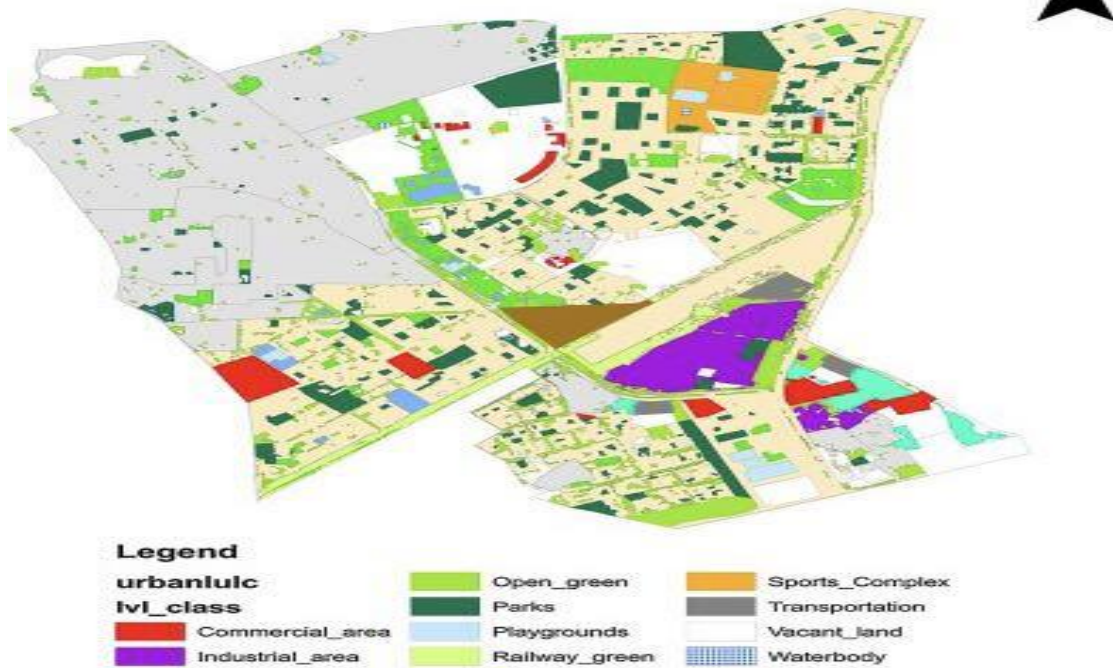 Legend
urbanlulc
lvl_class
Commercial_area
Industrial_area
Open_green
Parks
Playgrounds
Railway_green
Sports_Complex
Transportation
Vacant_land
Waterbody